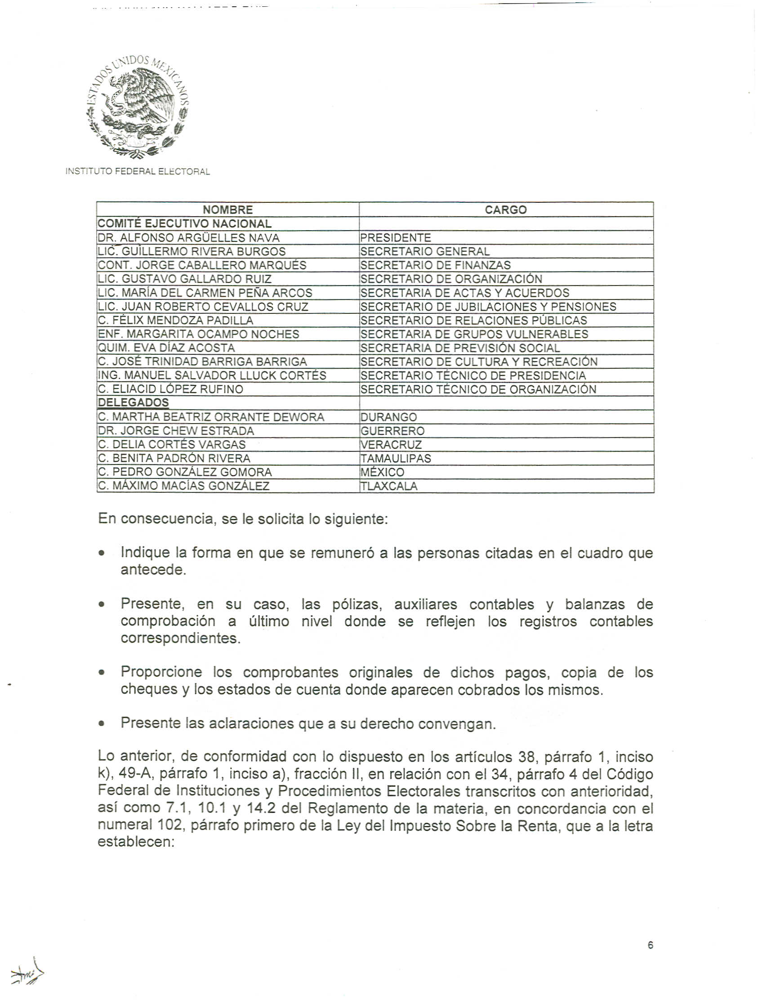 ESTADOS UNIDOS MEXICANOS
INSTITUTO FEDERAL ELECTORAL
NOMBRE CARGO
COMITÉ EJECUTIVO NACIONAL
DR. ALFONSO ARGÜELLES NAVA PRESIDENTE
LIC. GUILLERMO RIVERA BURGOS SECRETARIO GENERAL
CONT. JORGE CABALLERO MARQUÉS SECRETARIO DE FINANZAS
LIC. GUSTAVO GALLARDO RUIZ SECRETARIO DE ORGANIZACIÓN
LIC. MARÍA DEL CARMEN PEÑA ARCOS SECRETARIA DE ACTAS Y ACUERDOS
LIC. JUAN ROBERTO CEVALLOS CRUZ SECRETARIO DE JUBILACIONES Y PENSIONES
C. FÉLIX MENDOZA PADILLA SECRETARIO DE RELACIONES PÚBLICAS
ENF. MARGARITA OCAMPO NOCHES SECRETARIA DE GRUPOS VULNERABLES
QUIM. EVA DÍAZ ACOSTA SECRETARIA DE PREVISIÓN SOCIAL
C. JOSÉ TRINIDAD BARRIGA BARRIGA SECRETARIO DE CULTURA Y RECREACIÓN
ING. MANUEL SALVADOR LLUCK CORTÉS SECRETARIO TÉCNICO DE PRESIDENCIA
C. ELIACID LÓPEZ RUFINO SECRETARIO TÉCNICO DE ORGANIZACIÓN
DELEGADOS
C. MARTHA BEATRIZ ORRANTE DEWORA DURANGO
DR. JORGE CHEW ESTRADA GUERRERO
C. DELIA CORTÉS VARGAS VERACRUZ
C. BENITA PADRÓN RIVERA TAMAULIPAS
C. PEDRO GONZÁLEZ GOMORA MÉXICO
C. MÁXIMO MACÍAS GONZÁLEZ TLAXCALA
En consecuencia, se le solicita lo siguiente:
• Indique la forma en que se remuneró a las personas citadas en el cuadro que
antecede.
• Presente, en su caso, las pólizas, auxiliares contables y balanzas de
comprobación a último nivel donde se reflejen los registros contables
correspondientes.
• Proporcione los comprobantes originales de dichos pagos, copia de los
cheques y los estados de cuenta donde aparecen cobrados los mismos.
• Presente las aclaraciones que a su derecho convengan.
Lo anterior, de conformidad con lo dispuesto en los artículos 38, párrafo 1, inciso
k), 49-A, párrafo 1, inciso a), fracción II, en relación con el 34, párrafo 4 del Código
Federal de Instituciones y Procedimientos Electorales transcritos con anterioridad,
así como 7.1, 10.1 y 14.2 del Reglamento de la materia, en concordancia con el
numeral 102, párrafo primero de la Ley del Impuesto Sobre la Renta, que a la letra
establecen:
6